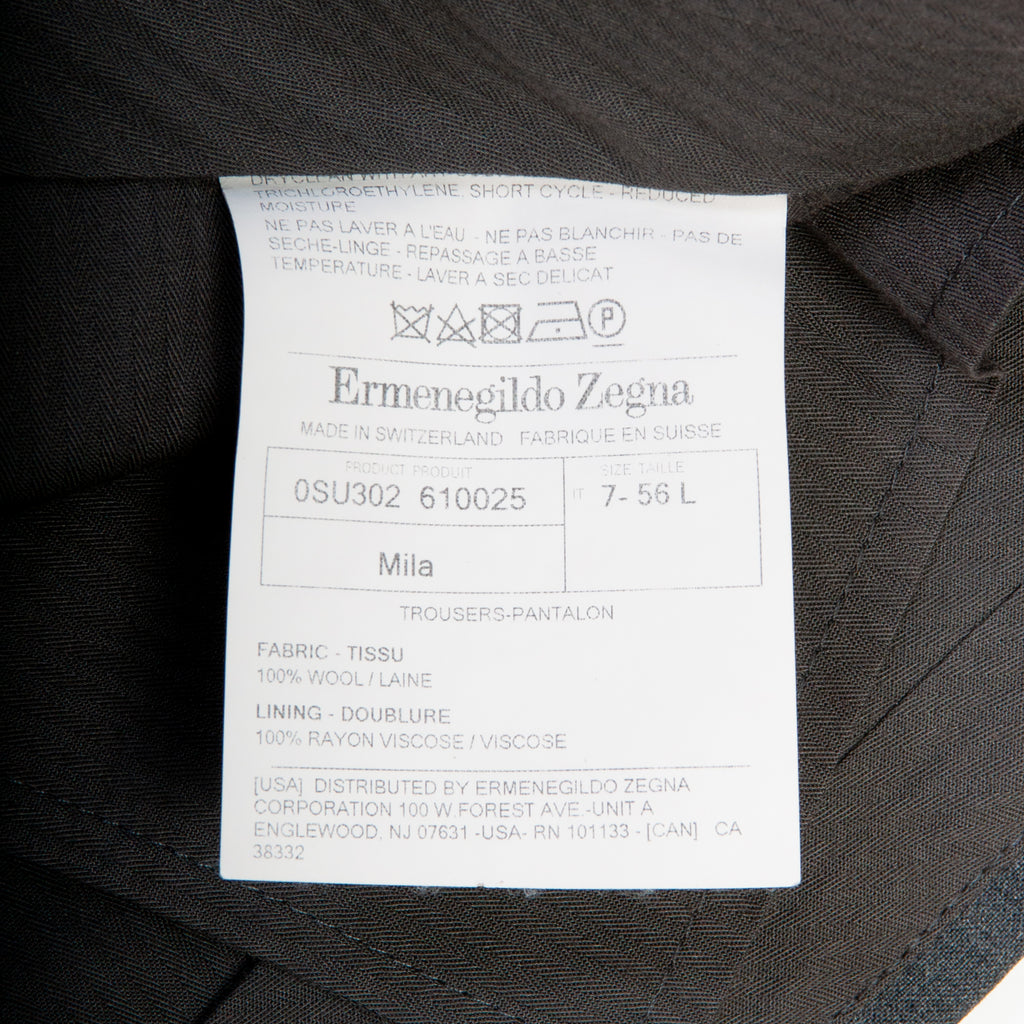 DRYCLEAN WITH
TRICHLOROETHYLENE. SHORT CYCLE - REDUCED
MOISTURE
NE PAS LAVER A L'EAU - NE PAS BLANCHIR - PAS DE
SECHE-LINGE - REPASSAGE A BASSE
TEMPERATURE - LAVER A SEC DELICAT
P
Ermenegildo Zegna
MADE IN SWITZERLAND FABRIQUE EN SUISSE
PRODUCT PRODUIT SIZE TAILLE
0SU302 610025 IT 7- 56 L
Mila
TROUSERS-PANTALON
FABRIC - TISSU
100% WOOL / LAINE
LINING - DOUBLURE
100% RAYON VISCOSE / VISCOSE
[USA] DISTRIBUTED BY ERMENEGILDO ZEGNA
CORPORATION 100 W.FOREST AVE.-UNIT A
ENGLEWOOD, NJ 07631 -USA- RN 101133 - [CAN] CA
38332